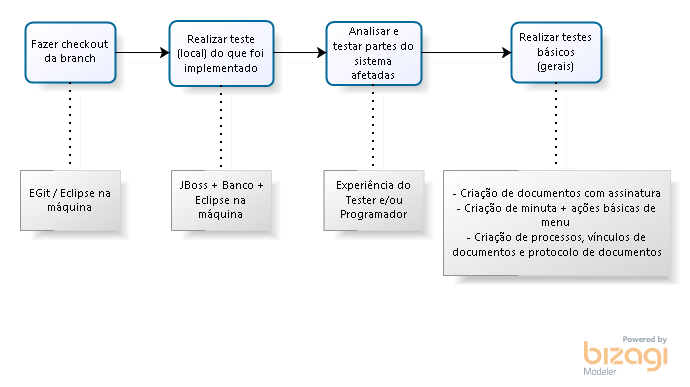 Fazer checkout
da branch
Realizar teste
(local) do que foi
implementado
Analisar e
testar partes do
sistema
afetadas
Realizar testes
básicos
(gerais)
EGit / Eclipse na
máquina
JBoss + Banco +
Eclipse na
máquina
Experiência do
Tester e/ou
Programador
- Criação de documentos com assinatura
- Criação de minuta + ações básicas de
menu
- Criação de processos, vínculos de
documentos e protocolo de documentos
Powered by
bizagi
Modeler